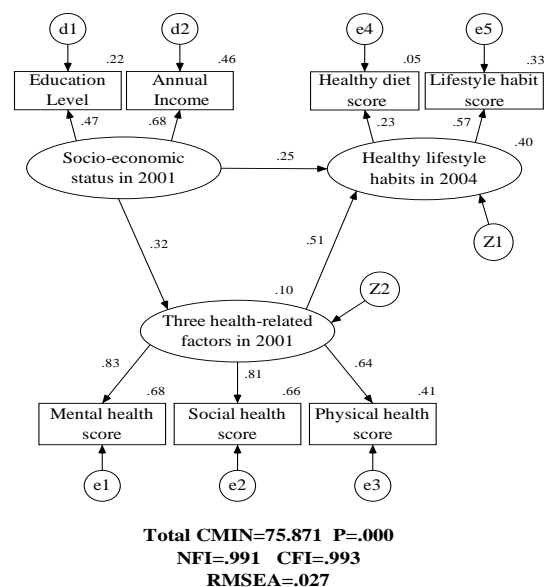 d1
d2
e4
e5
.22
.46
.05
.33
Education
Level
Annual
Income
Healthy diet
score
Lifestyle habit
score
.47
.68
.23
.57
Socio-economic
status in 2001
.25
Healthy lifestyle
habits in 2004
.40
Z1
.32
.51
.10
Z2
Three health-related
factors in 2001
.83
.81
.64
.68
.66
.41
Mental health
score
Social health
score
Physical health
score
e1
e2
e3
Total CMIN=75.871 P=.000
NFI=.991 CFI=.993
RMSEA=.027